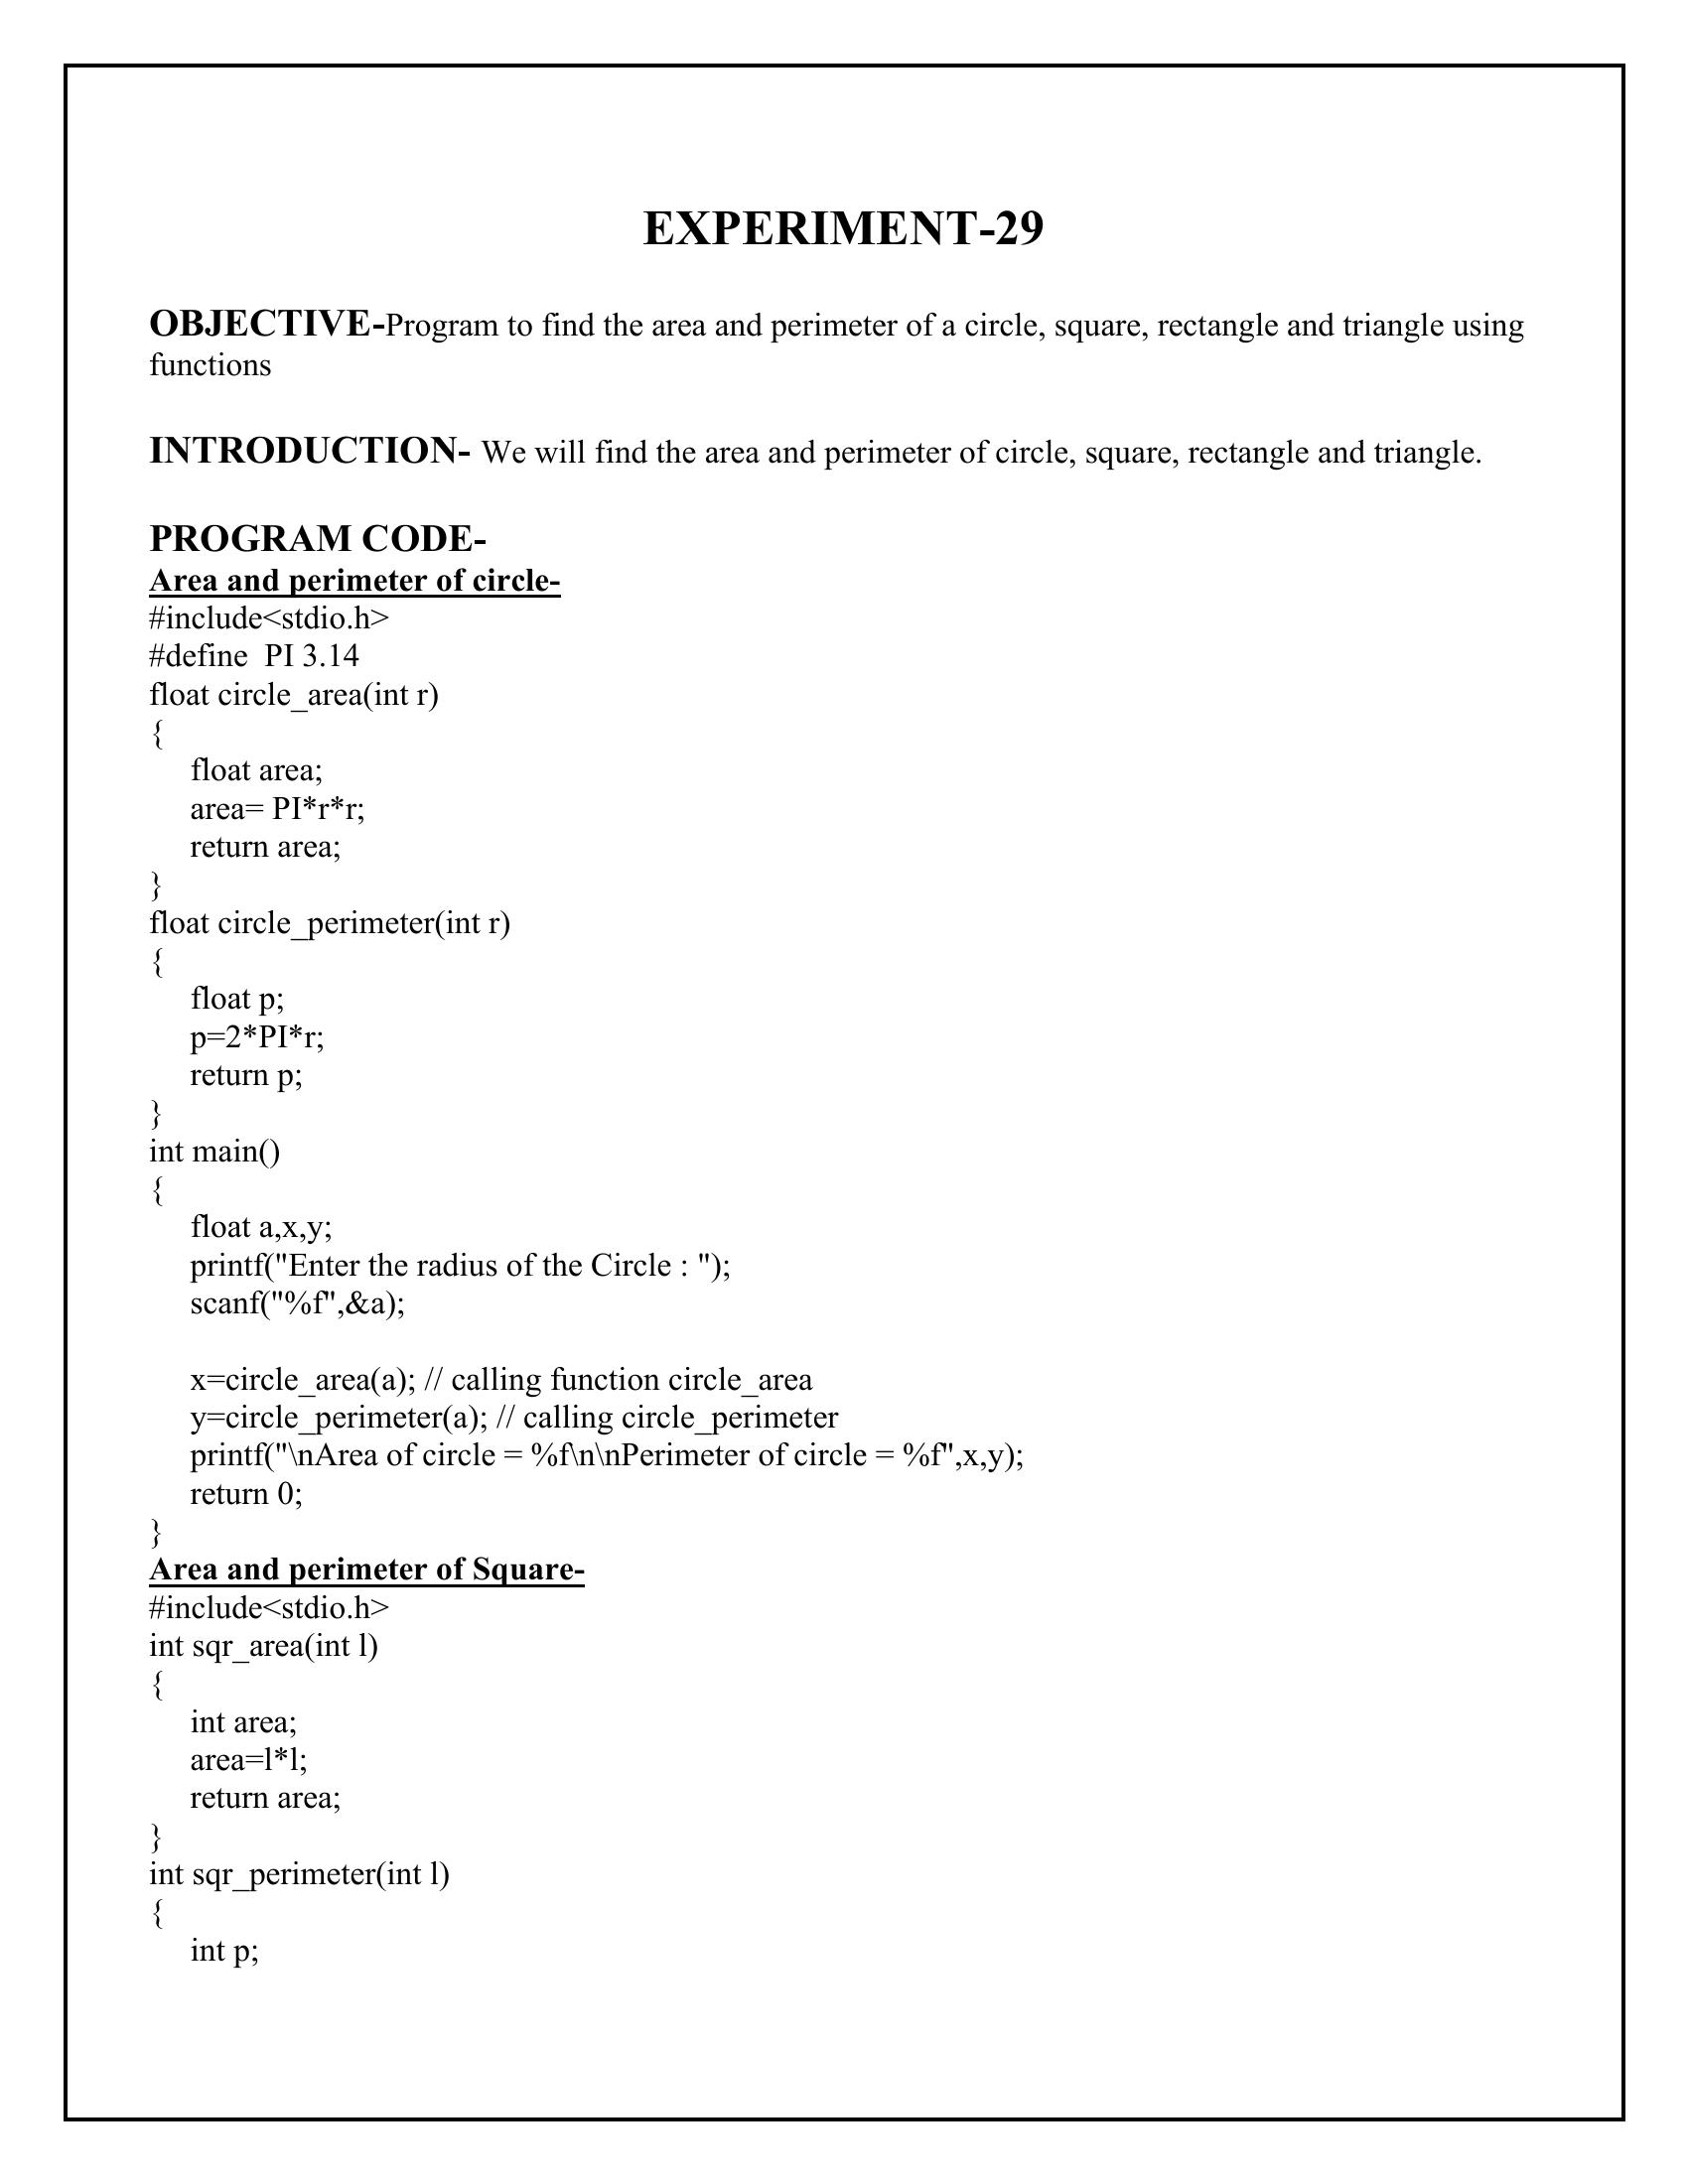 EXPERIMENT-29
OBJECTIVE-Program to find the area and perimeter of a circle, square, rectangle and triangle using
functions
INTRODUCTION- We will find the area and perimeter of circle, square, rectangle and triangle.
PROGRAM CODE-
Area and perimeter of circle-
#include<stdio.h>
#define  PI 3.14
float circle_area(int r)
{
float area;
area= PI*r*r;
return area;
}
float circle_perimeter(int r)
{
float p;
p=2*PI*r;
return p;
}
int main()
{
float a,x,y;
printf("Enter the radius of the Circle : ");
scanf("%f",&a);
x=circle_area(a); // calling function circle_area
y=circle_perimeter(a); // calling circle_perimeter
printf("\nArea of circle = %f\n\nPerimeter of circle = %f",x,y);
return 0;
}
Area and perimeter of Square-
#include<stdio.h>
int sqr_area(int l)
{
int area;
area=l*l;
return area;
}
int sqr_perimeter(int l)
{
int p;